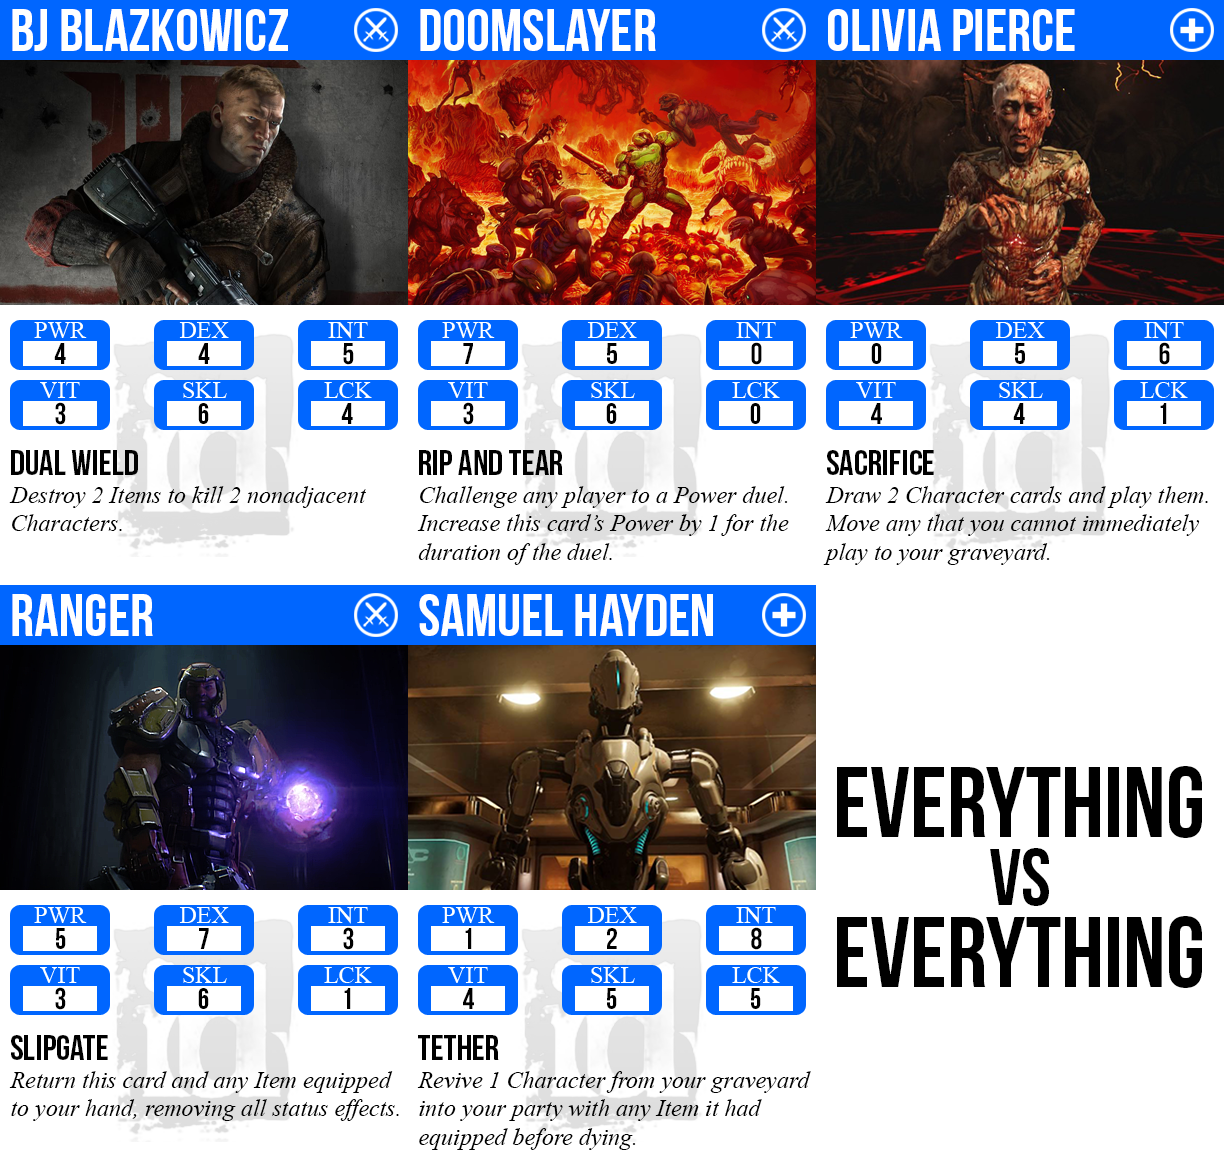 BJ BLAZKOWICZ
PWR DEX INT
4 4 5
VIT SKL LCK
3 6 4
DUAL WIELD
Destroy 2 Items to kill 2 nonadjacent
Characters.
DOOMSLAYER
PWR DEX INT
7 5 0
VIT SKL LCK
3 6 0
RIP AND TEAR
Challenge any player to a Power duel.
Increase this card's Power by 1 for the
duration of the duel.
OLIVIA PIERCE
PWR DEX INT
0 5 6
VIT SKL LCK
4 4 1
SACRIFICE
Draw 2 Character cards and play them.
Move any that you cannot immediately
play to your graveyard.
RANGER
PWR DEX INT
5 7 3
VIT SKL LCK
3 6 1
SLIPGATE
Return this card and any Item equipped
to your hand, removing all status effects.
SAMUEL HAYDEN
PWR DEX INT
1 2 8
VIT SKL LCK
4 5 5
TETHER
Revive 1 Character from your graveyard
into your party with any Item it had
equipped before dying.
EVERYTHING
VS
EVERYTHING